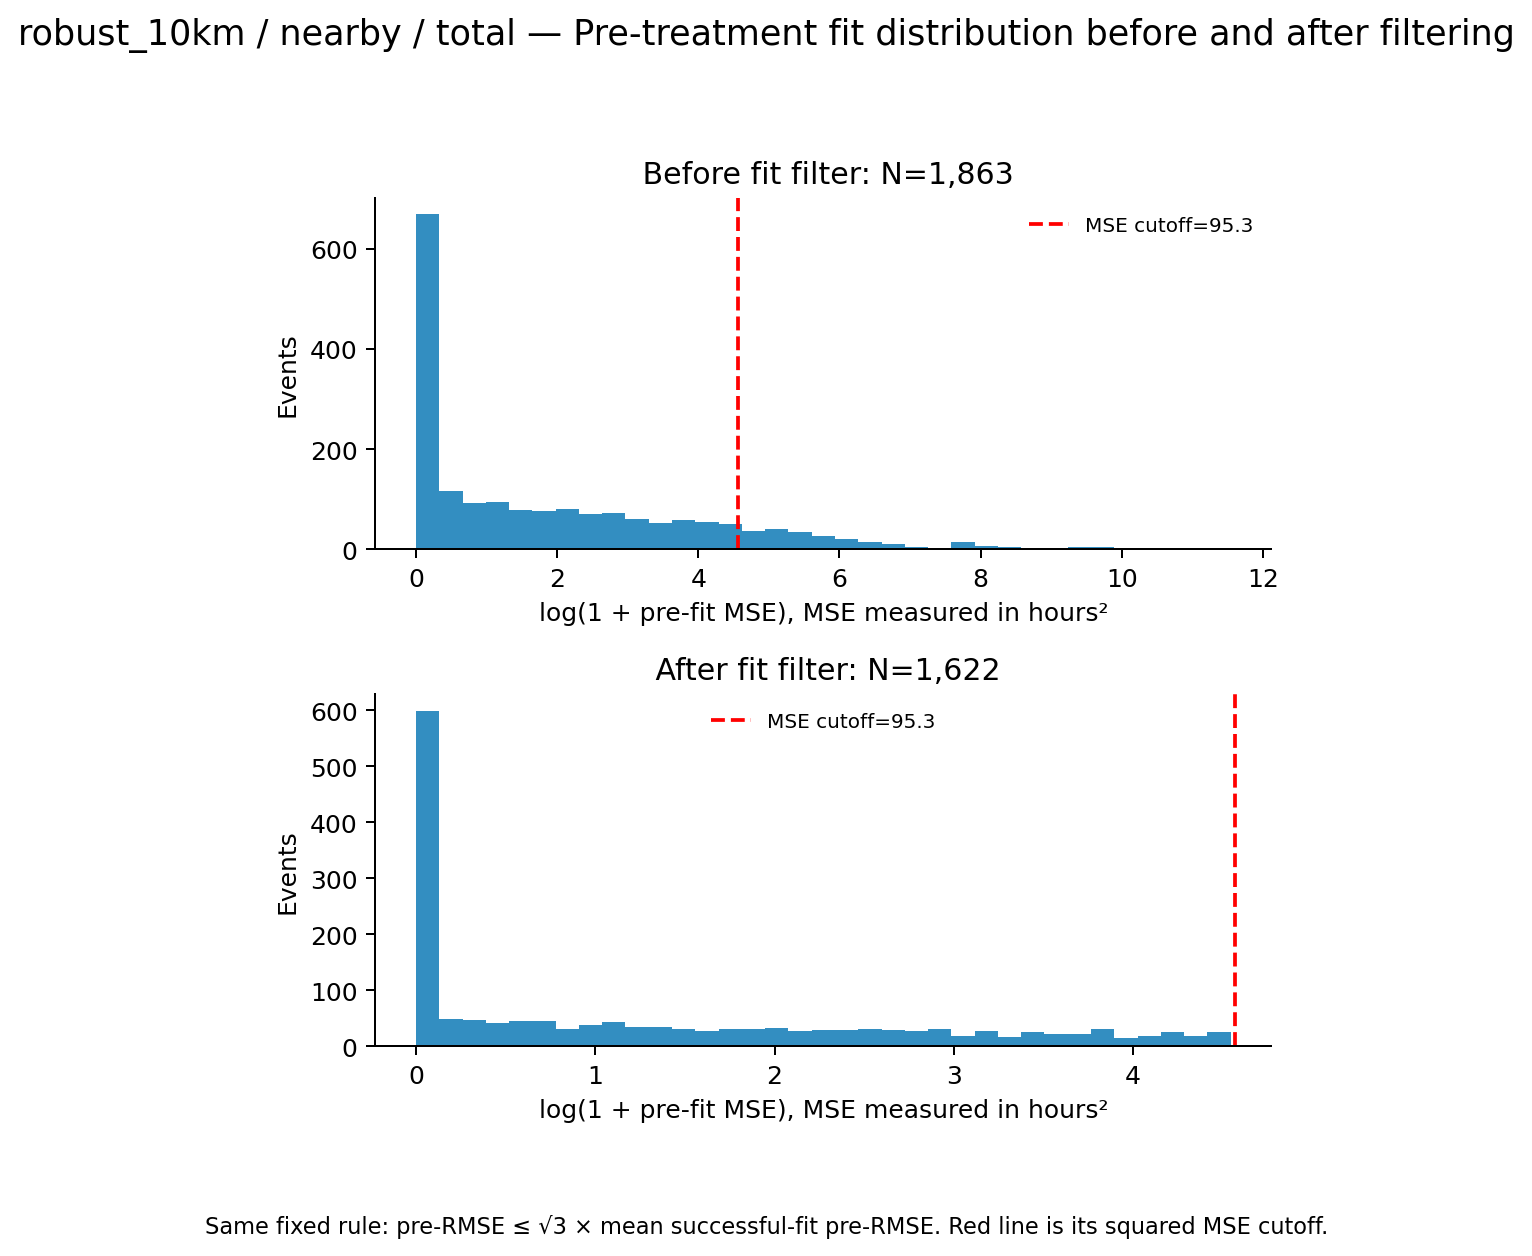 robust_10km / nearby / total — Pre-treatment fit distribution before and after filtering
Before fit filter: N=1,863
MSE cutoff=95.3
Events
600
400
200
0
0 2 4 6 8 10 12
log(1 + pre-fit MSE), MSE measured in hours²
After fit filter: N=1,622
MSE cutoff=95.3
Events
600
500
400
300
200
100
0
0 1 2 3 4
log(1 + pre-fit MSE), MSE measured in hours²
Same fixed rule: pre-RMSE ≤ √3 × mean successful-fit pre-RMSE. Red line is its squared MSE cutoff.